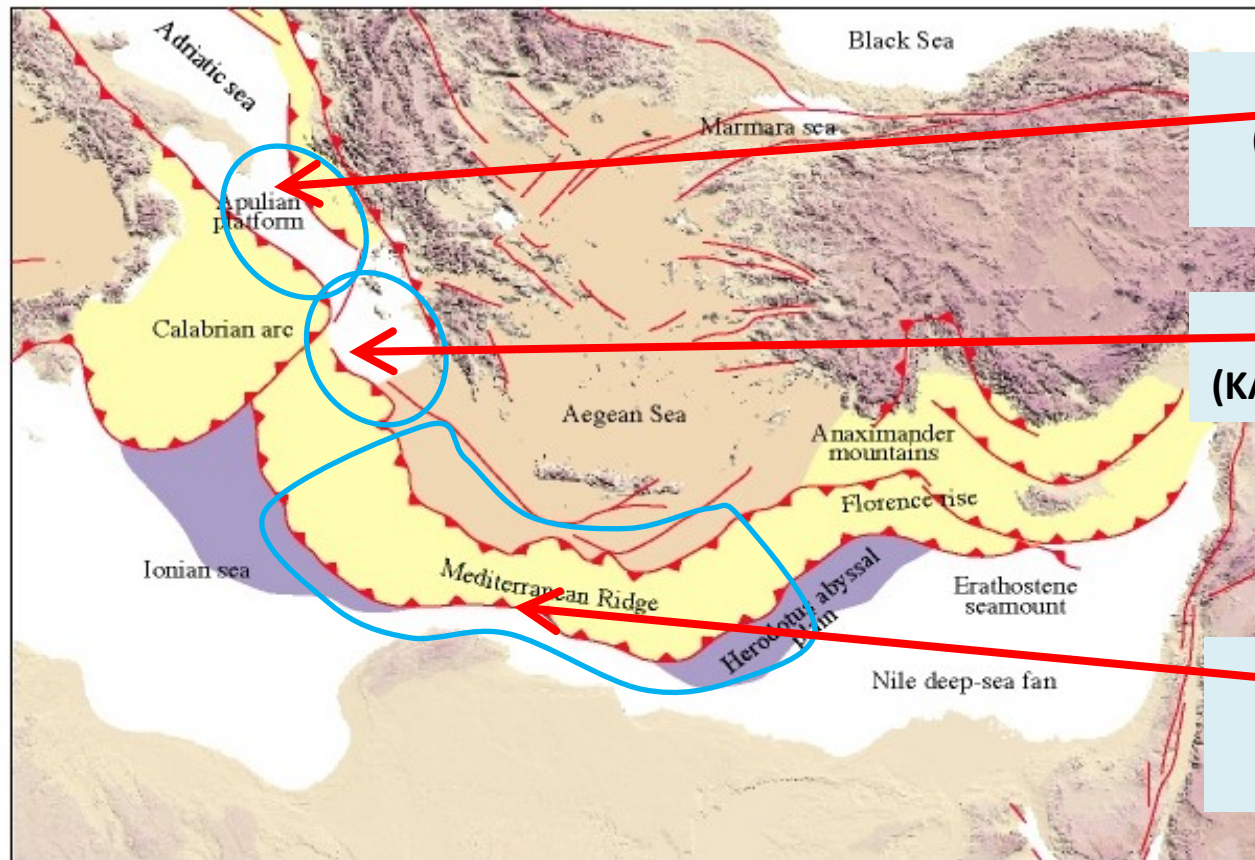 Black Sea
Adriatic sea
Marmara sea
(
Apulian
platform
Calabrian arc
(KA
Aegean Sea
Anaximander
mountains
Florence rise
Ionian sea
Mediterranean Ridge
Herodotus abyssal
plain
Erathostene
seamount
Nile deep-sea fan